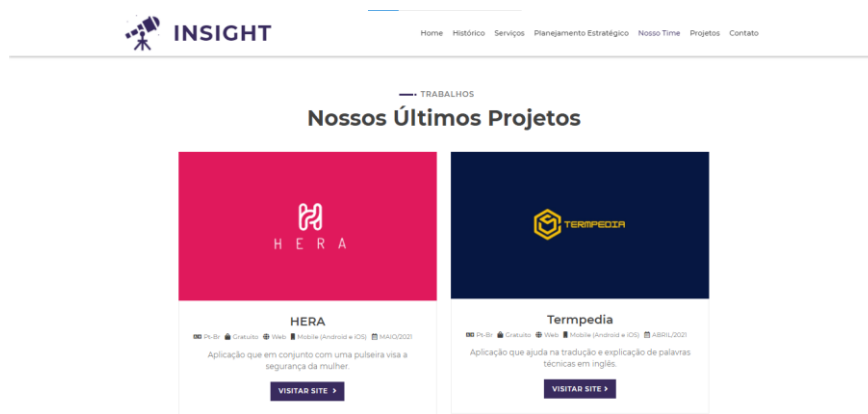 INSIGHT
Home Histórico Serviços Planejamento Estratégico Nosso Time Projetos Contato
TRABALHOS
Nossos Últimos Projetos
HERA
TERMPEDIA
HERA
Pt-Br Gratuito Web Mobile (Android e iOS) MAIO/2021
Aplicação que em conjunto com uma pulseira visa a
segurança da mulher.
VISITAR SITE >
Termpedia
Pt-Br Gratuito Web Mobile (Android e iOS) ABRIL/2021
Aplicação que ajuda na tradução e explicação de palavras
técnicas em inglês.
VISITAR SITE >